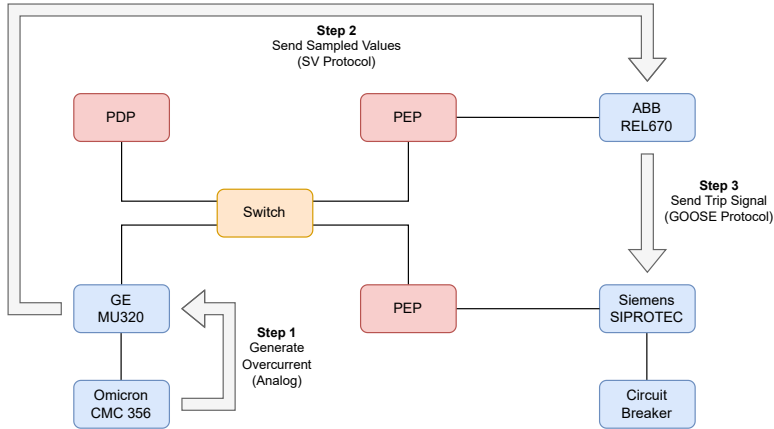 Step 2
Send Sampled Values
(SV Protocol)
PDP
PEP
ABB
REL670
Step 3
Send Trip Signal
(GOOSE Protocol)
Switch
GE
MU320
PEP
Siemens
SIPROTEC
Step 1
Generate
Overcurrent
(Analog)
Omicron
CMC 356
Circuit
Breaker